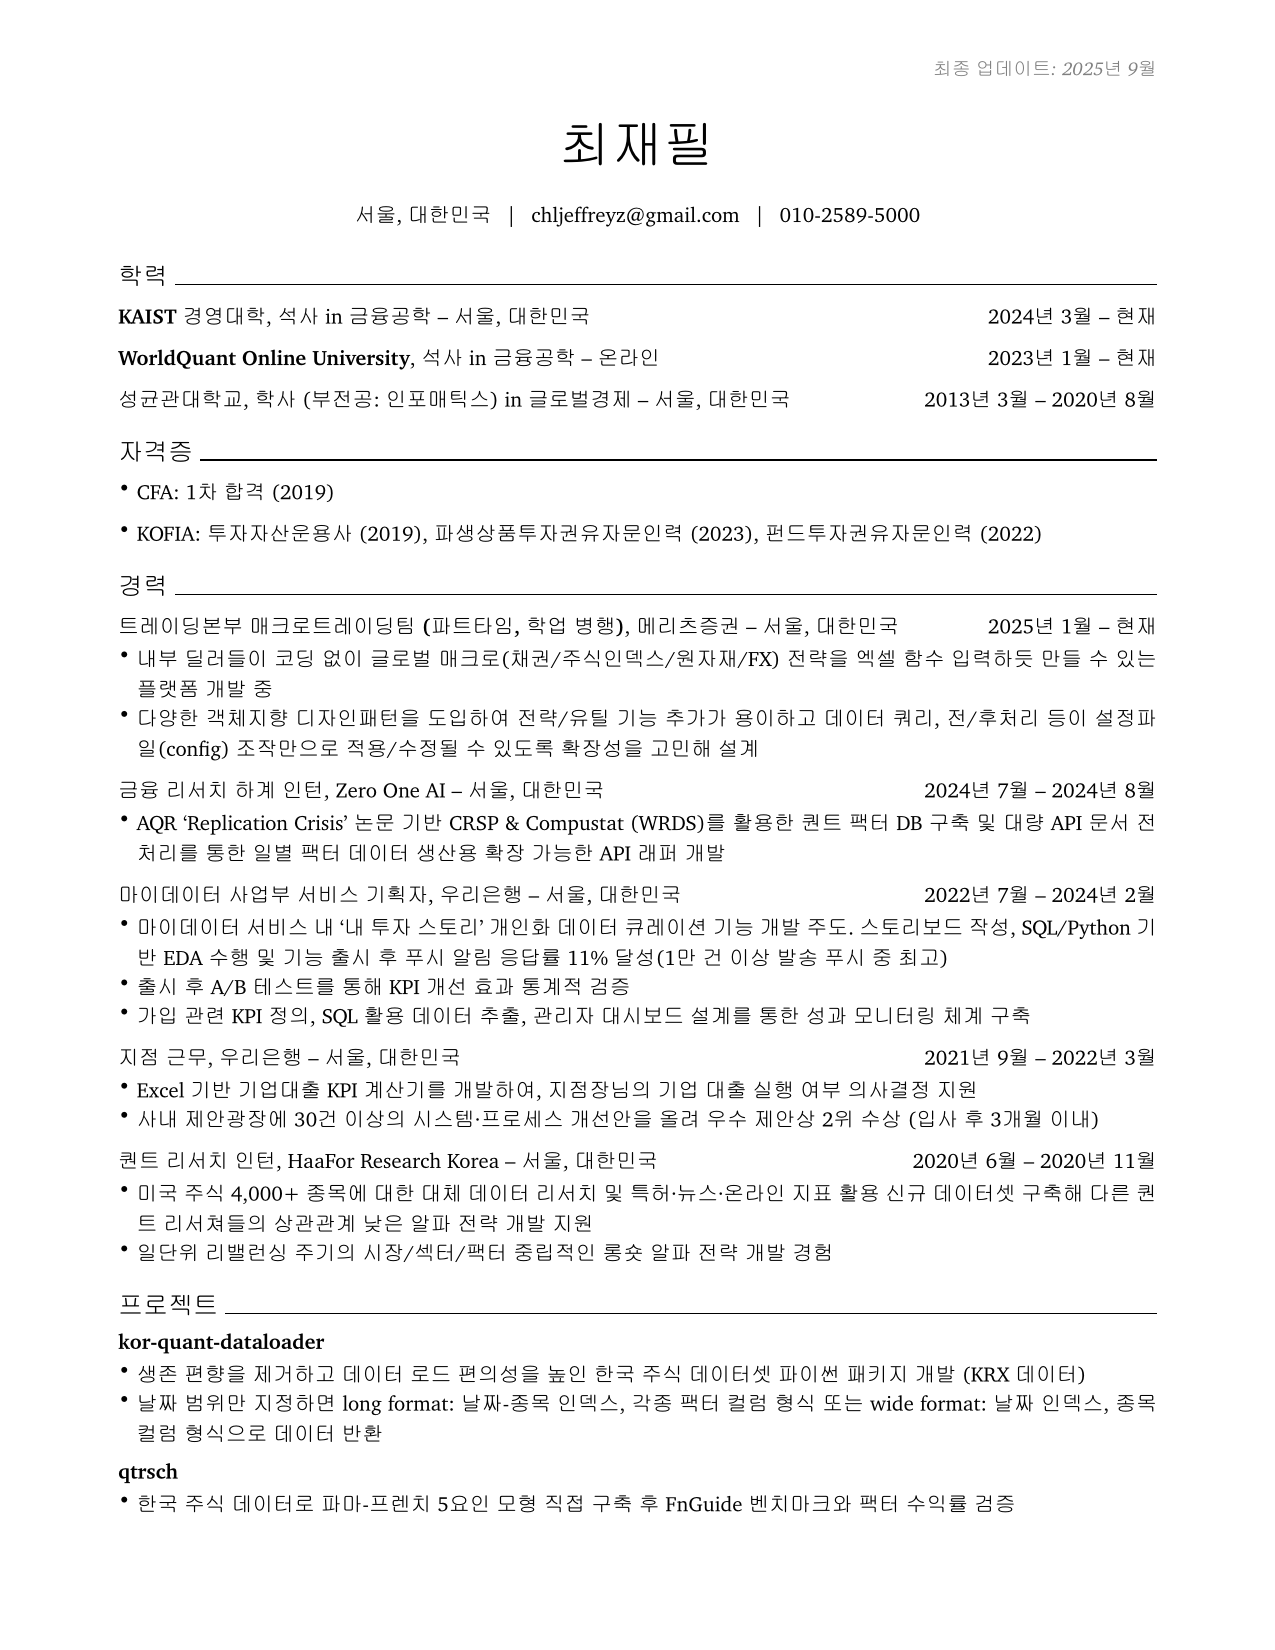 최종 업데이트: 2025년 9월
최재필
서울, 대한민국 | chljeffreyz@gmail.com | 010-2589-5000
학력
KAIST 경영대학, 석사 in 금융공학 – 서울, 대한민국 2024년 3월 – 현재
WorldQuant Online University, 석사 in 금융공학 – 온라인 2023년 1월 – 현재
성균관대학교, 학사 (부전공: 인포매틱스) in 글로벌경제 – 서울, 대한민국 2013년 3월 – 2020년 8월
자격증
• CFA: 1차 합격 (2019)
• KOFIA: 투자자산운용사 (2019), 파생상품투자권유자문인력 (2023), 펀드투자권유자문인력 (2022)
경력
트레이딩본부 매크로트레이딩팀 (파트타임, 학업 병행), 메리츠증권 – 서울, 대한민국 2025년 1월 – 현재
• 내부 딜러들이 코딩 없이 글로벌 매크로(채권/주식인덱스/원자재/FX) 전략을 엑셀 함수 입력하듯 만들 수 있는
플랫폼 개발 중
• 다양한 객체지향 디자인패턴을 도입하여 전략/유틸 기능 추가가 용이하고 데이터 쿼리, 전/후처리 등이 설정파
일(config) 조작만으로 적용/수정될 수 있도록 확장성을 고민해 설계
금융 리서치 하계 인턴, Zero One AI – 서울, 대한민국 2024년 7월 – 2024년 8월
• AQR ‘Replication Crisis’ 논문 기반 CRSP & Compustat (WRDS)를 활용한 퀀트 팩터 DB 구축 및 대량 API 문서 전
처리를 통한 일별 팩터 데이터 생산용 확장 가능한 API 래퍼 개발
마이데이터 사업부 서비스 기획자, 우리은행 – 서울, 대한민국 2022년 7월 – 2024년 2월
• 마이데이터 서비스 내 ‘내 투자 스토리’ 개인화 데이터 큐레이션 기능 개발 주도. 스토리보드 작성, SQL/Python 기
반 EDA 수행 및 기능 출시 후 푸시 알림 응답률 11% 달성(1만 건 이상 발송 푸시 중 최고)
• 출시 후 A/B 테스트를 통해 KPI 개선 효과 통계적 검증
• 가입 관련 KPI 정의, SQL 활용 데이터 추출, 관리자 대시보드 설계를 통한 성과 모니터링 체계 구축
지점 근무, 우리은행 – 서울, 대한민국 2021년 9월 – 2022년 3월
• Excel 기반 기업대출 KPI 계산기를 개발하여, 지점장님의 기업 대출 실행 여부 의사결정 지원
• 사내 제안광장에 30건 이상의 시스템·프로세스 개선안을 올려 우수 제안상 2위 수상 (입사 후 3개월 이내)
퀀트 리서치 인턴, HaaFor Research Korea – 서울, 대한민국 2020년 6월 – 2020년 11월
• 미국 주식 4,000+ 종목에 대한 대체 데이터 리서치 및 특허·뉴스·온라인 지표 활용 신규 데이터셋 구축해 다른 퀀
트 리서쳐들의 상관관계 낮은 알파 전략 개발 지원
• 일단위 리밸런싱 주기의 시장/섹터/팩터 중립적인 롱숏 알파 전략 개발 경험
프로젝트
kor-quant-dataloader
• 생존 편향을 제거하고 데이터 로드 편의성을 높인 한국 주식 데이터셋 파이썬 패키지 개발 (KRX 데이터)
• 날짜 범위만 지정하면 long format: 날짜-종목 인덱스, 각종 팩터 컬럼 형식 또는 wide format: 날짜 인덱스, 종목
컬럼 형식으로 데이터 반환
qtrsch
• 한국 주식 데이터로 파마-프렌치 5요인 모형 직접 구축 후 FnGuide 벤치마크와 팩터 수익률 검증